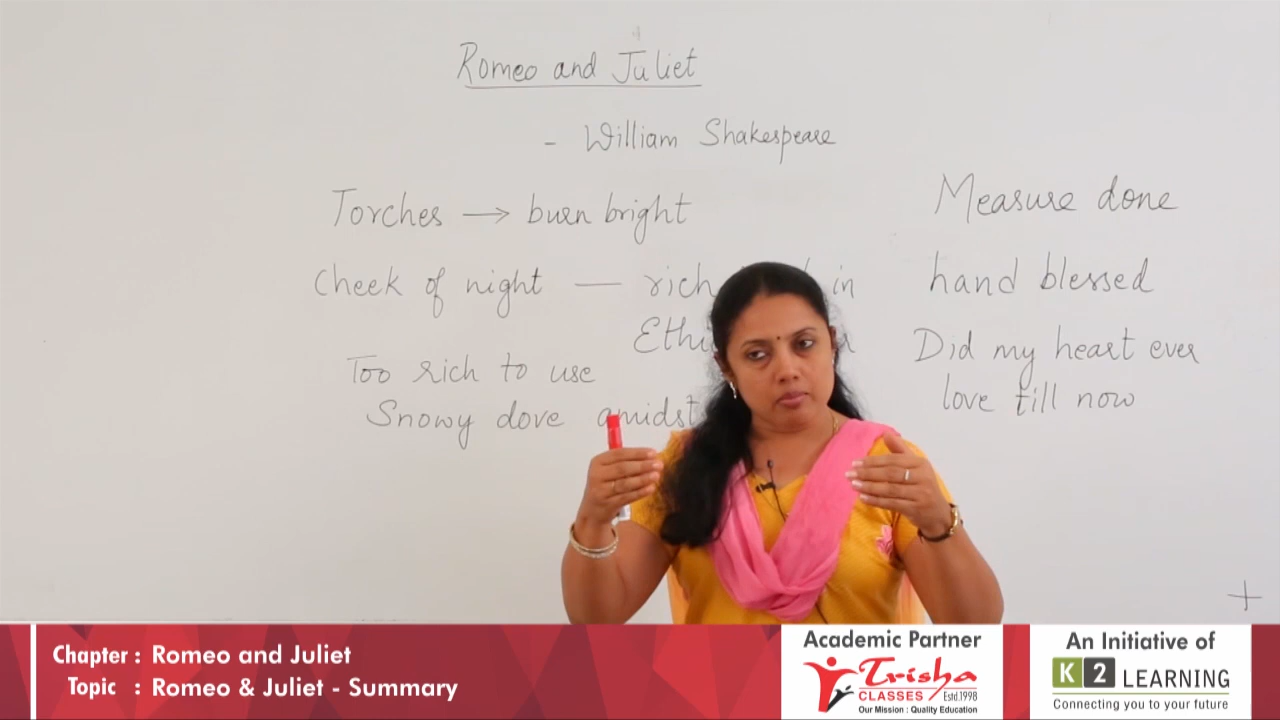 Romeo and Juliet
- William Shakespeare
Torches → burn bright
Cheek of night — rich in
Too rich to use
Snowy dove amidst
Measure done
hand blessed
Did my heart ever
love till now
+
Chapter : Romeo and Juliet
Topic : Romeo & Juliet - Summary
Academic Partner
Trisha
CLASSES Estd.1998
Our Mission : Quality Education
An Initiative of
K2 LEARNING
Connecting you to your future